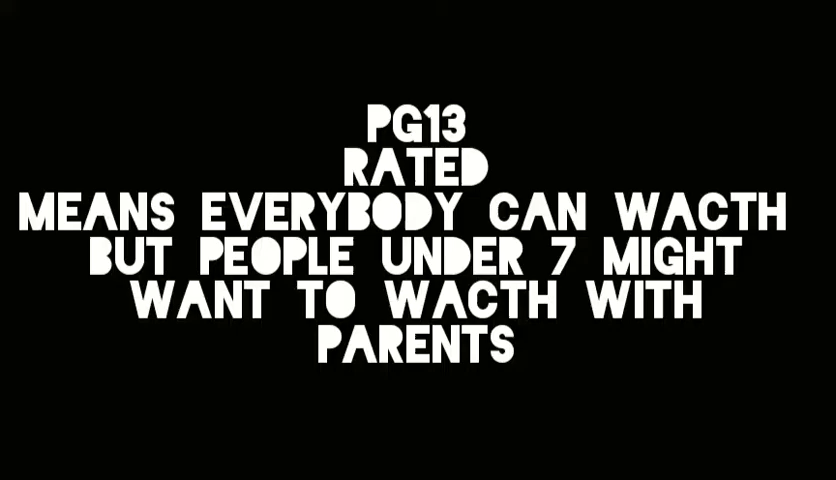 PG13
RATED
MEANS EVERYBODY CAN WACTH
BUT PEOPLE UNDER 7 MIGHT
WANT TO WACTH WITH
PARENTS